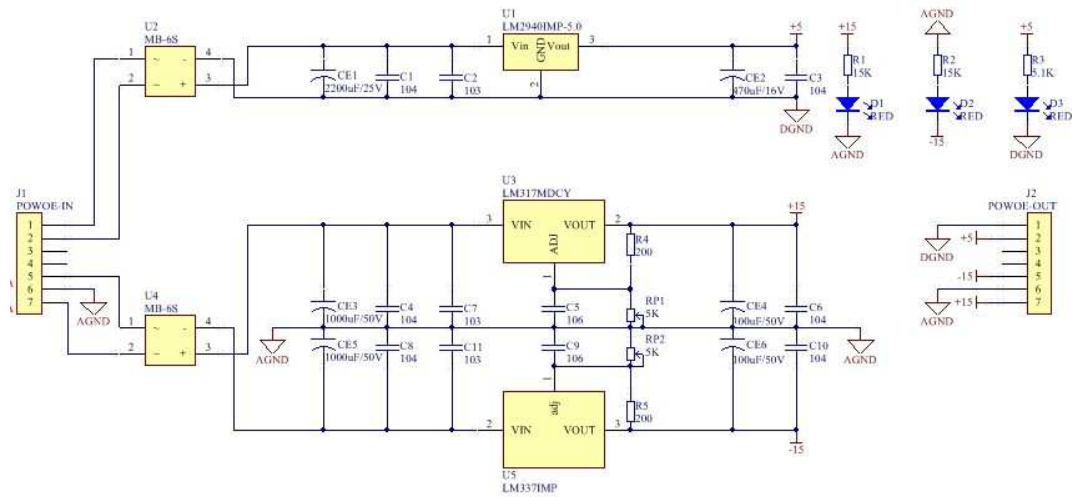 U2
MB-6S
1 ~ - 4
2 ~ + 3
CE1
2200uF/25V
C1
104
C2
103
U1
LM2940IMP-5.0
1 Vin GND Vout 3
2
CE2
470uF/16V
+5
C3
104
DGND
+15
R1
15K
D1
RED
AGND
AGND
R2
15K
D2
RED
-15
+5
R3
5.1K
D3
RED
DGND
J1
POWOE-IN
1
2
3
4
5
6
7
AGND
U4
MB-6S
1 ~ - 4
2 ~ + 3
AGND
CE3
1000uF/50V
CE5
1000uF/50V
C4
104
C8
104
C7
103
C11
103
U3
LM317MDCY
3 VIN VOUT 2
ADJ
1
R4
200
C5
106
RP1
5K
C9
106
RP2
5K
1
adj
2 VIN VOUT 3
U5
LM337IMP
R5
200
CE4
100uF/50V
CE6
100uF/50V
+15
C6
104
C10
104
-15
AGND
J2
POWOE-OUT
1
2
3
4
5
6
7
DGND
+5
-15
+15
AGND